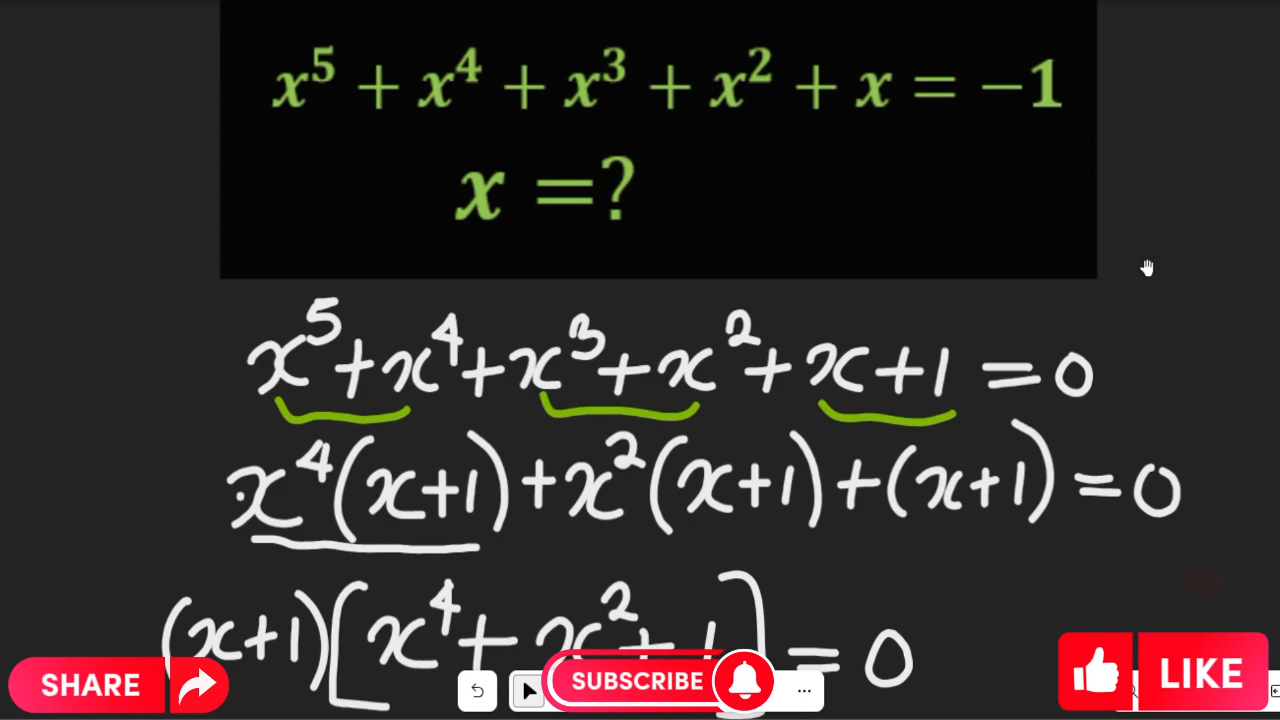 x⁵ + x⁴ + x³ + x² + x = −1
x =?
x⁵+x⁴+x³+x²+x+1 = 0
x⁴(x+1)+x²(x+1)+(x+1) = 0
(x+1)[x⁴+x²+1] = 0
SHARE
SUBSCRIBE
...
LIKE